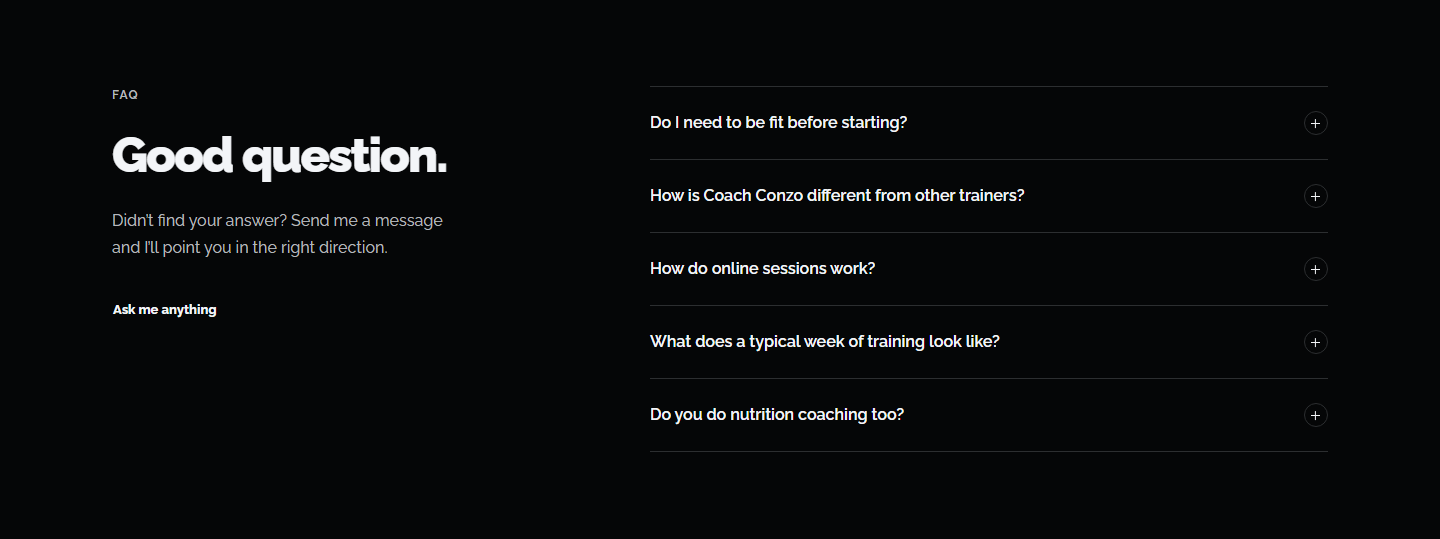 FAQ
Good question.
Didn't find your answer? Send me a message
and I'll point you in the right direction.
Ask me anything
Do I need to be fit before starting?
How is Coach Conzo different from other trainers?
How do online sessions work?
What does a typical week of training look like?
Do you do nutrition coaching too?